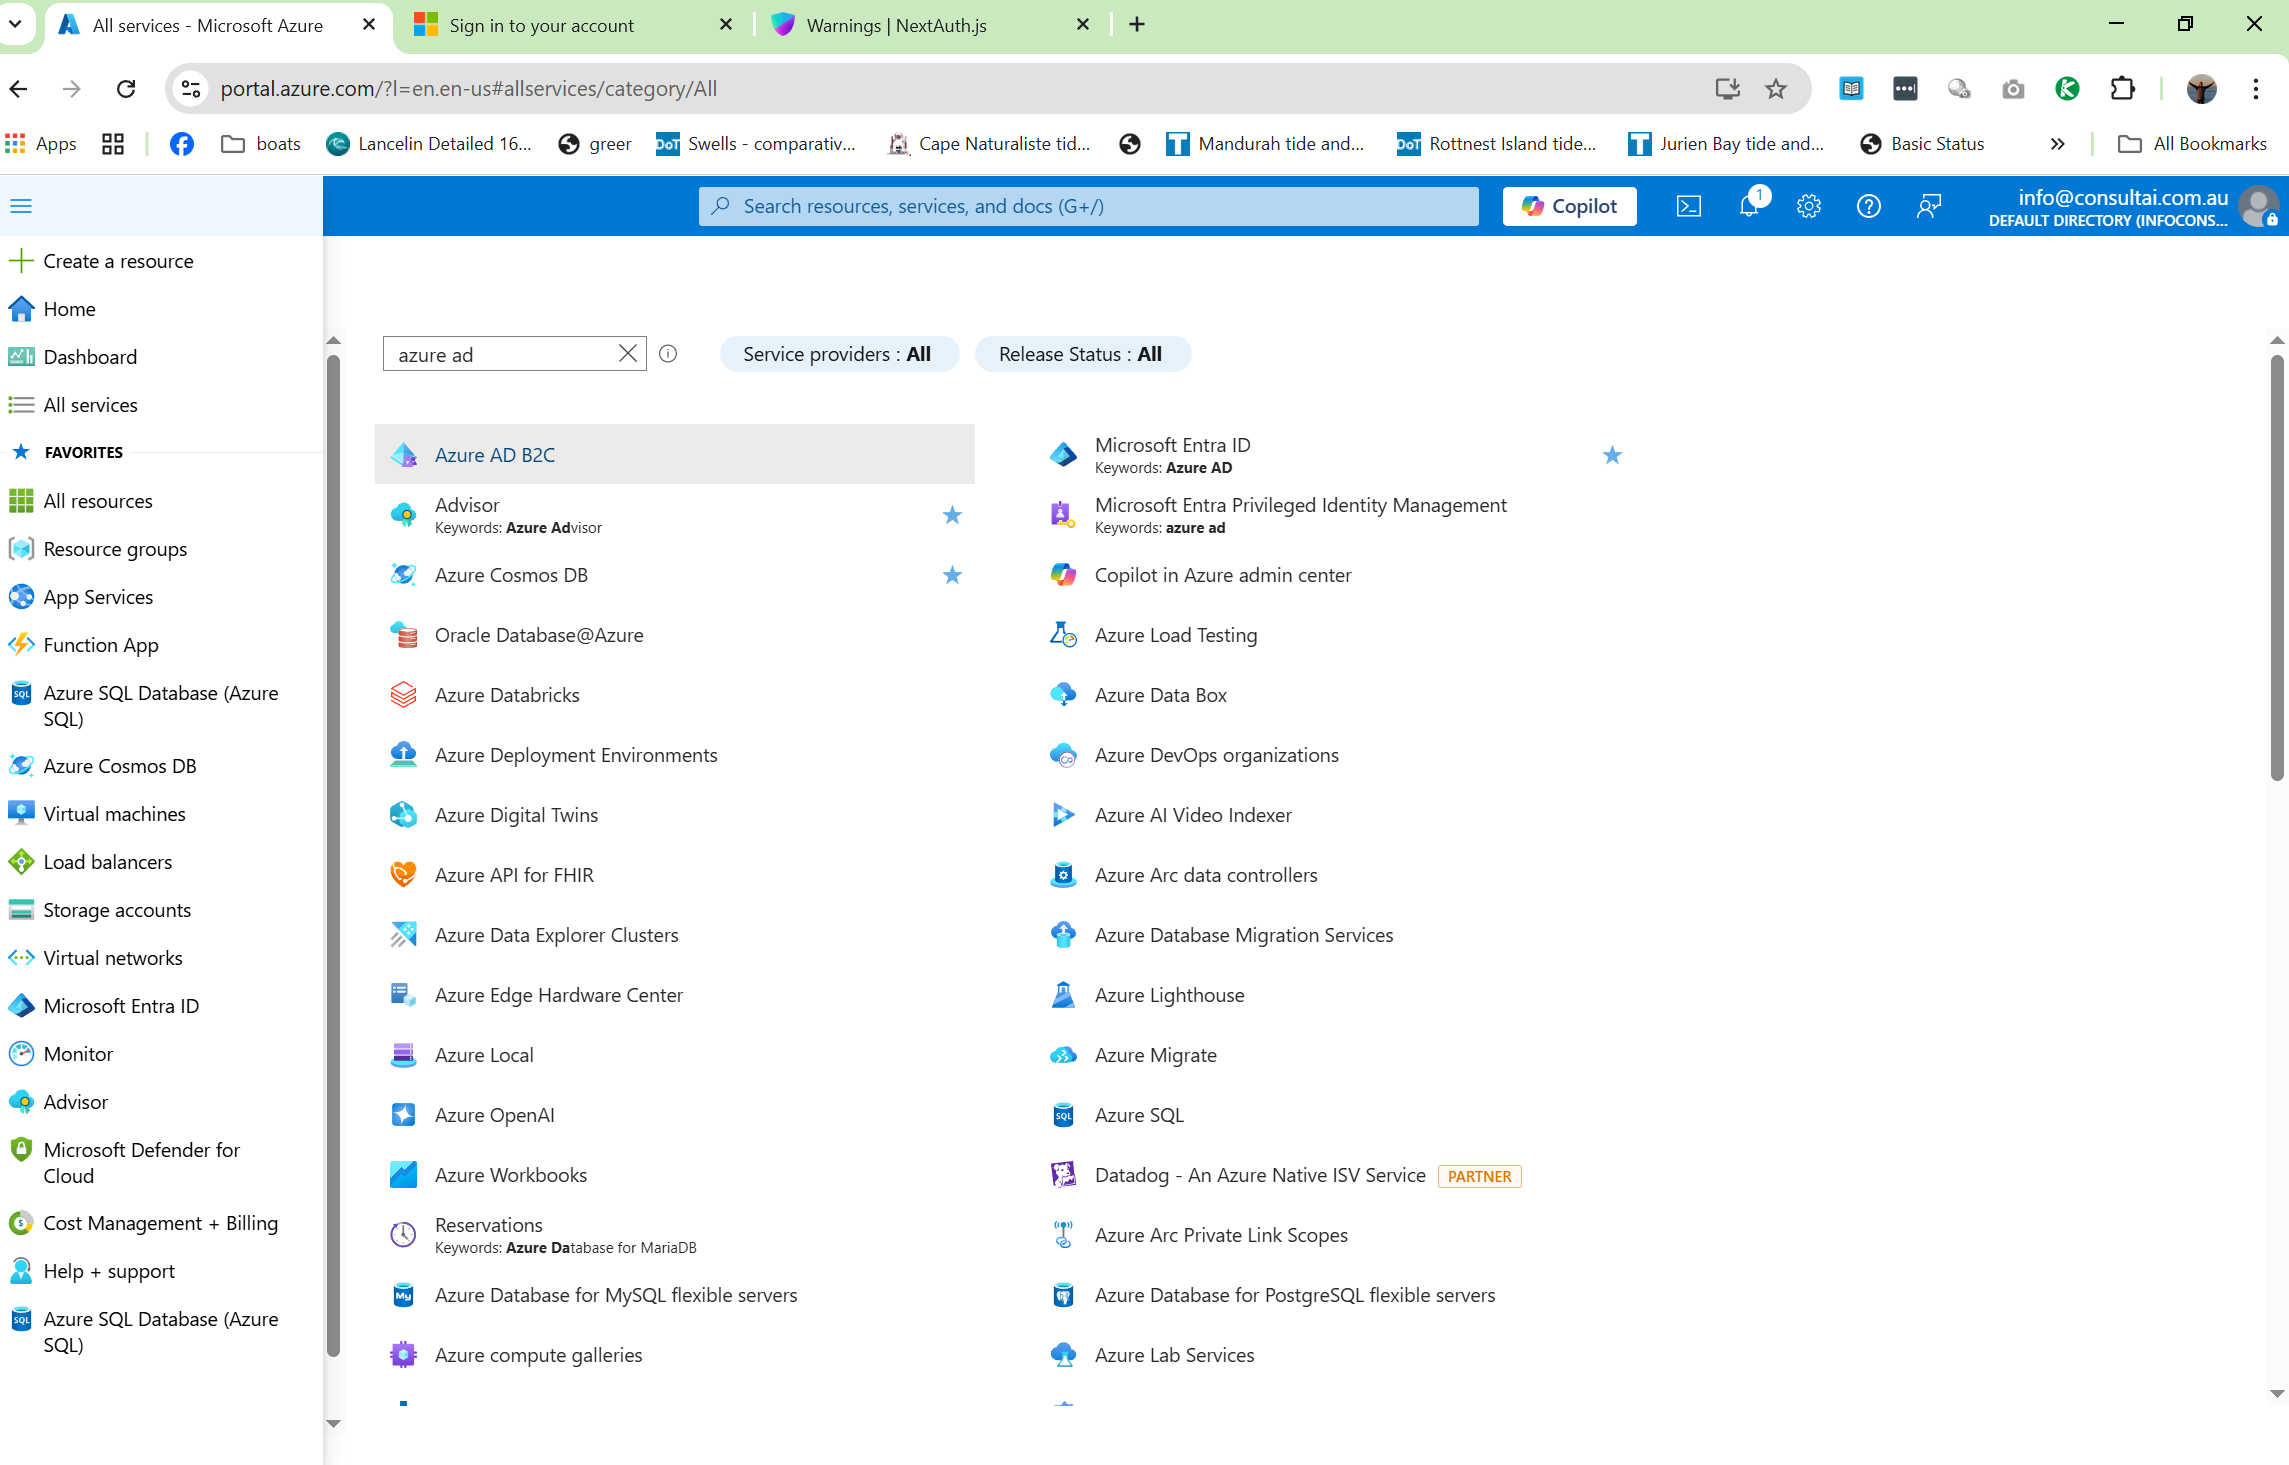 All services - Microsoft Azure
Sign in to your account
Warnings | NextAuth.js
portal.azure.com/?l=en.en-us#allservices/category/All
Apps
boats
Lancelin Detailed 16...
greer
DoT
Swells - comparativ...
Cape Naturaliste tid...
T
Mandurah tide and...
DoT
Rottnest Island tide...
T
Jurien Bay tide and...
Basic Status
All Bookmarks
Search resources, services, and docs (G+/)
Copilot
1
info@consultai.com.au
DEFAULT DIRECTORY (INFOCONS...
Create a resource
Home
Dashboard
All services
FAVORITES
All resources
Resource groups
App Services
Function App
SQL
Azure SQL Database (Azure
SQL)
Azure Cosmos DB
Virtual machines
Load balancers
Storage accounts
Virtual networks
Microsoft Entra ID
Monitor
Advisor
Microsoft Defender for
Cloud
Cost Management + Billing
Help + support
SQL
Azure SQL Database (Azure
SQL)
azure ad
Service providers : All
Release Status : All
Azure AD B2C
Advisor
Keywords: Azure Advisor
Azure Cosmos DB
Oracle Database@Azure
Azure Databricks
Azure Deployment Environments
Azure Digital Twins
Azure API for FHIR
Azure Data Explorer Clusters
Azure Edge Hardware Center
Azure Local
Azure OpenAI
Azure Workbooks
Reservations
Keywords: Azure Database for MariaDB
My
Azure Database for MySQL flexible servers
Azure compute galleries
Microsoft Entra ID
Keywords: Azure AD
Microsoft Entra Privileged Identity Management
Keywords: azure ad
Copilot in Azure admin center
Azure Load Testing
Azure Data Box
Azure DevOps organizations
Azure AI Video Indexer
Azure Arc data controllers
Azure Database Migration Services
Azure Lighthouse
Azure Migrate
SQL
Azure SQL
Datadog - An Azure Native ISV Service
PARTNER
Azure Arc Private Link Scopes
Azure Database for PostgreSQL flexible servers
Azure Lab Services